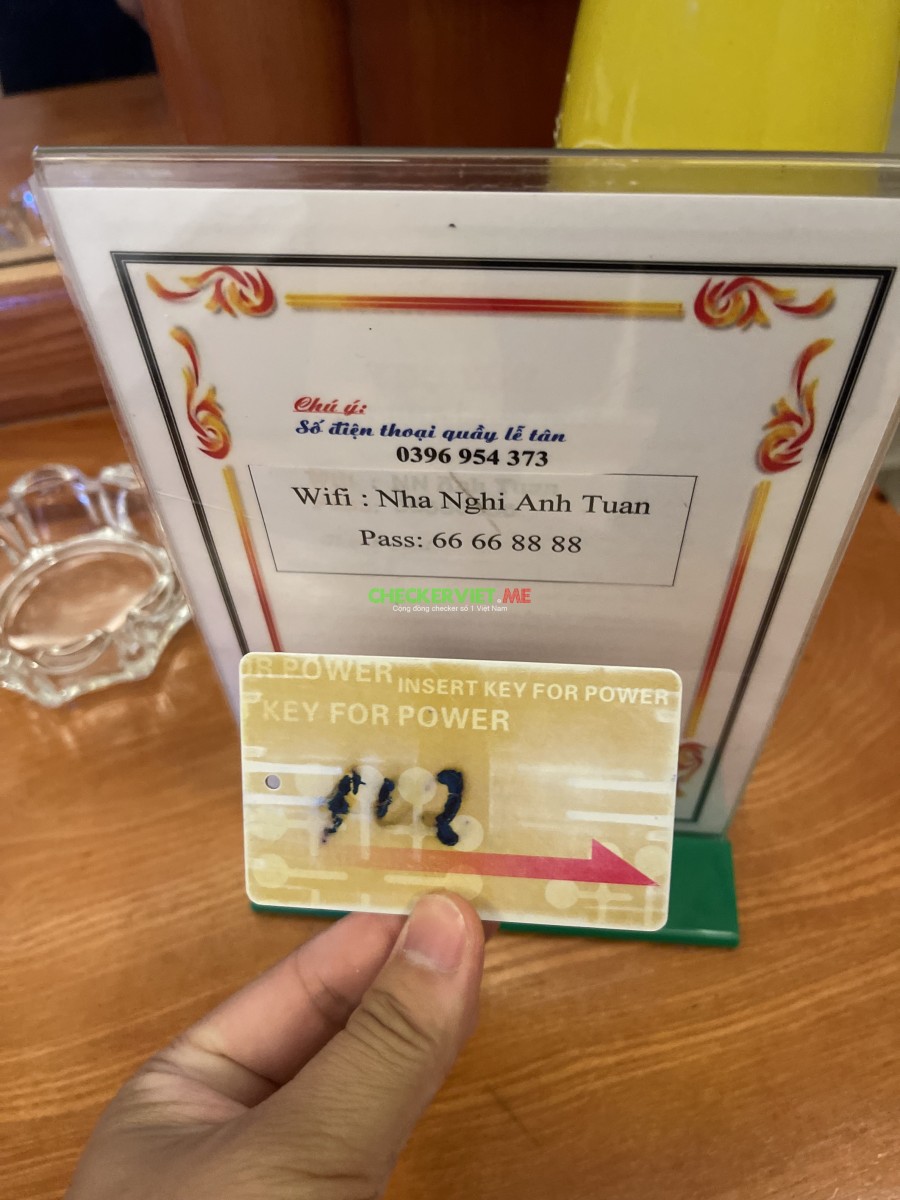 Chú ý:
Số điện thoại quầy lễ tân
0396 954 373
Wifi : Nha Nghi Anh Tuan
Pass: 66 66 88 88
CHECKERVIET.ME
Cộng đồng checker số 1 Việt Nam
POWER
INSERT KEY FOR POWER
KEY FOR POWER